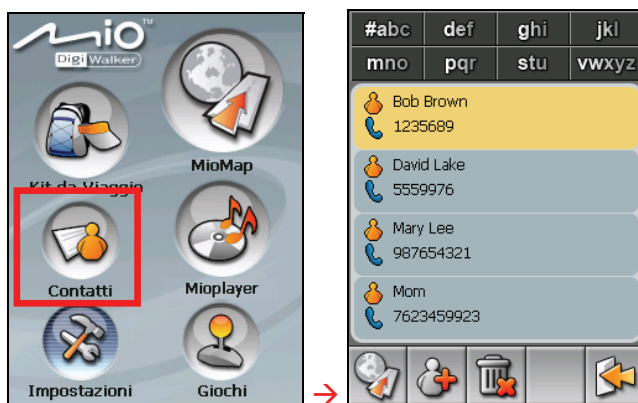 Mio™
DigiWalker
MioMap
Kit da Viaggio
Contatti
Mioplayer
Impostazioni
Giochi
→
#abc def ghi jkl
mno pqr stu vwxyz
Bob Brown
1235689
David Lake
5559976
Mary Lee
987654321
Mom
7623459923